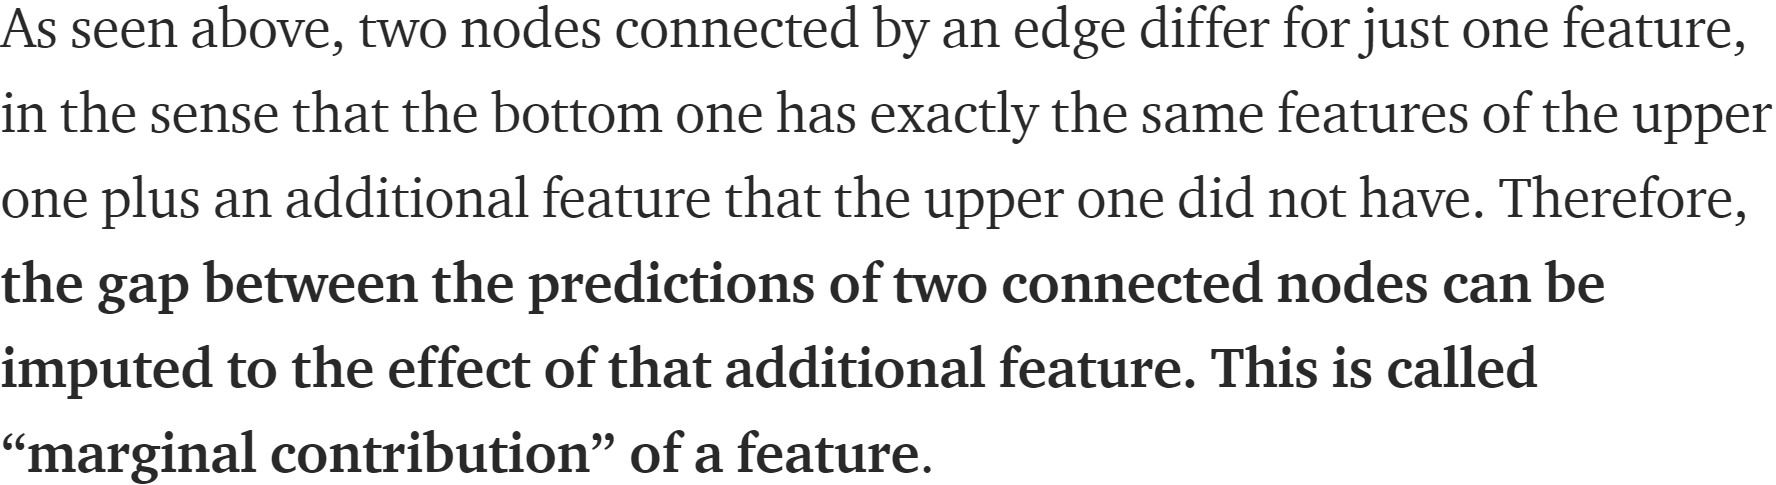 As seen above, two nodes connected by an edge differ for just one feature,
in the sense that the bottom one has exactly the same features of the upper
one plus an additional feature that the upper one did not have. Therefore,
the gap between the predictions of two connected nodes can be
imputed to the effect of that additional feature. This is called
“marginal contribution” of a feature.